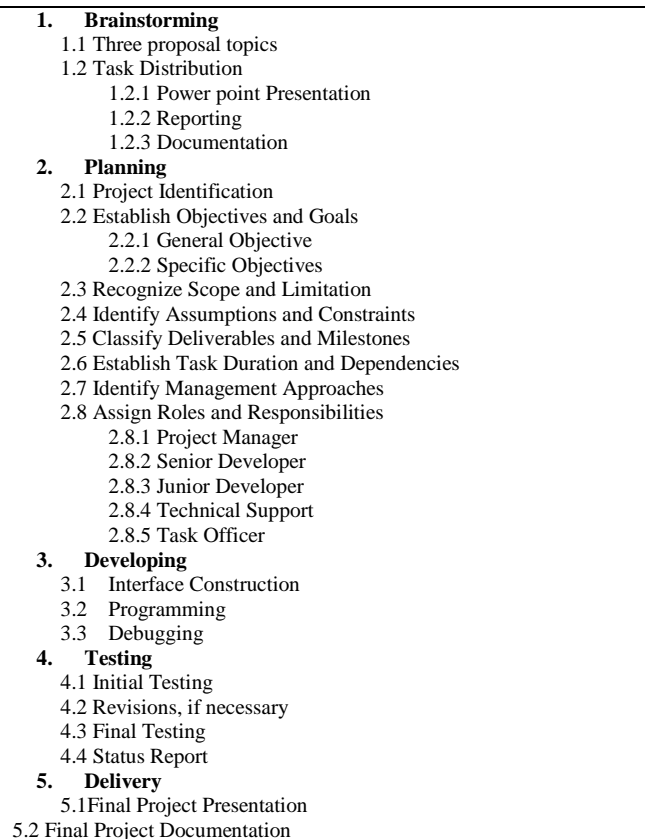 1. Brainstorming
1.1 Three proposal topics
1.2 Task Distribution
1.2.1 Power point Presentation
1.2.2 Reporting
1.2.3 Documentation
2. Planning
2.1 Project Identification
2.2 Establish Objectives and Goals
2.2.1 General Objective
2.2.2 Specific Objectives
2.3 Recognize Scope and Limitation
2.4 Identify Assumptions and Constraints
2.5 Classify Deliverables and Milestones
2.6 Establish Task Duration and Dependencies
2.7 Identify Management Approaches
2.8 Assign Roles and Responsibilities
2.8.1 Project Manager
2.8.2 Senior Developer
2.8.3 Junior Developer
2.8.4 Technical Support
2.8.5 Task Officer
3. Developing
3.1 Interface Construction
3.2 Programming
3.3 Debugging
4. Testing
4.1 Initial Testing
4.2 Revisions, if necessary
4.3 Final Testing
4.4 Status Report
5. Delivery
5.1Final Project Presentation
5.2 Final Project Documentation